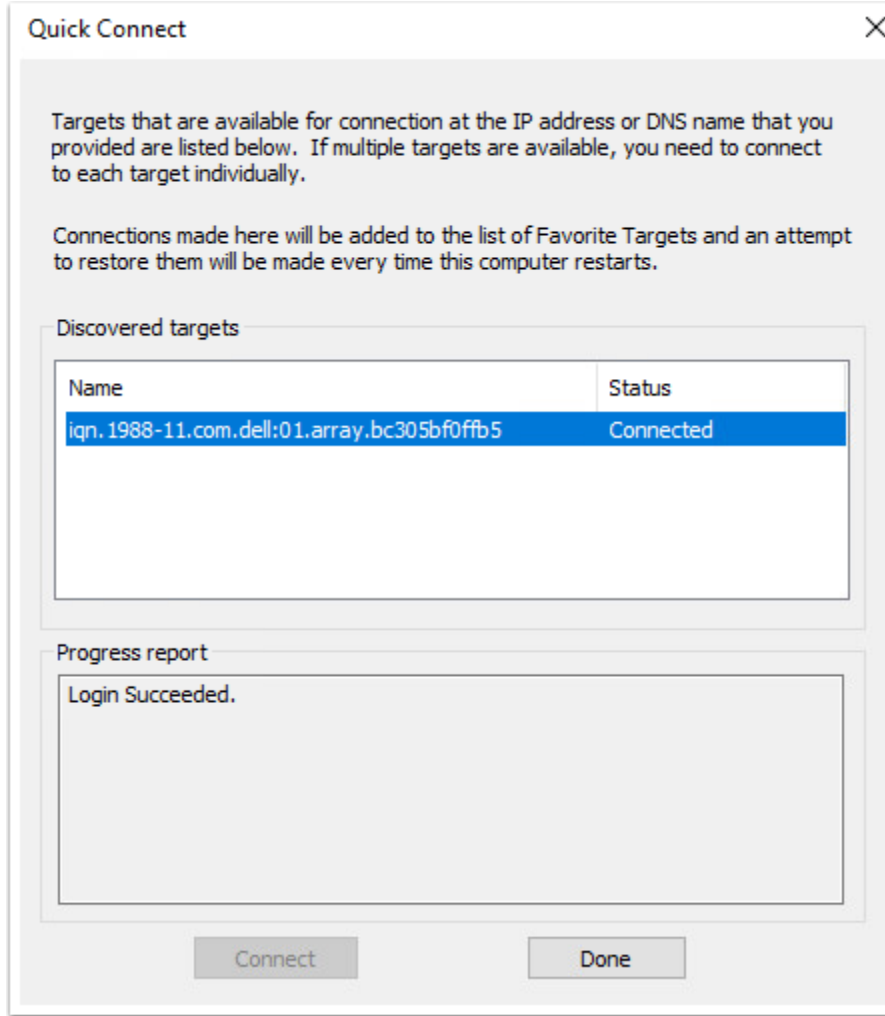 Quick Connect
Targets that are available for connection at the IP address or DNS name that you
provided are listed below.  If multiple targets are available, you need to connect
to each target individually.
Connections made here will be added to the list of Favorite Targets and an attempt
to restore them will be made every time this computer restarts.
Discovered targets
Name Status
iqn.1988-11.com.dell:01.array.bc305bf0ffb5 Connected
Progress report
Login Succeeded.
Connect Done